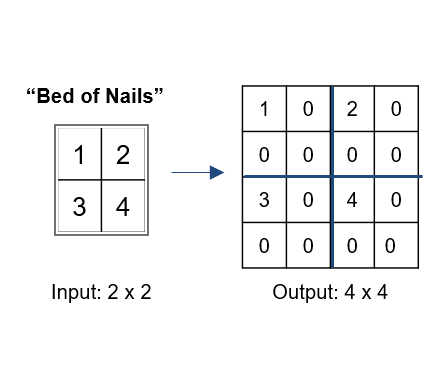 “Bed of Nails”
1 2
3 4
1 0 2 0
0 0 0 0
3 0 4 0
0 0 0 0
Input: 2 x 2
Output: 4 x 4